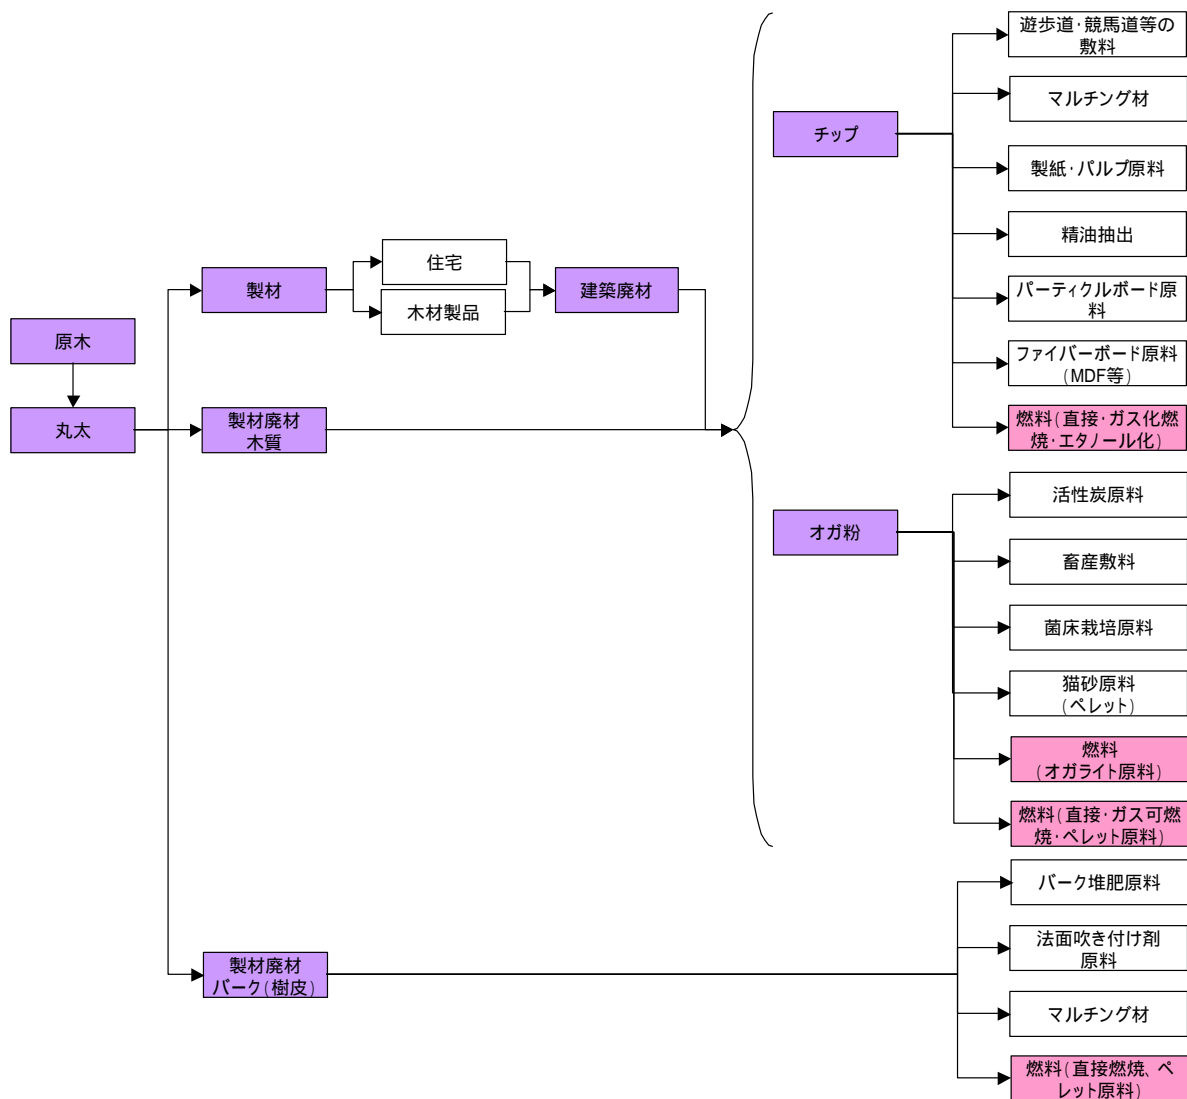 原木
丸太
製材
住宅
木材製品
建築廃材
製材廃材
木質
製材廃材
バーク(樹皮)
チップ
遊歩道・競馬道等の
敷料
マルチング材
製紙・パルプ原料
精油抽出
パーティクルボード原
料
ファイバーボード原料
(MDF等)
燃料(直接・ガス化燃
焼・エタノール化)
オガ粉
活性炭原料
畜産敷料
菌床栽培原料
猫砂原料
(ペレット)
燃料
(オガライト原料)
燃料(直接・ガス可燃
焼・ペレット原料)
バーク堆肥原料
法面吹き付け剤
原料
マルチング材
燃料(直接燃焼、ペ
レット原料)